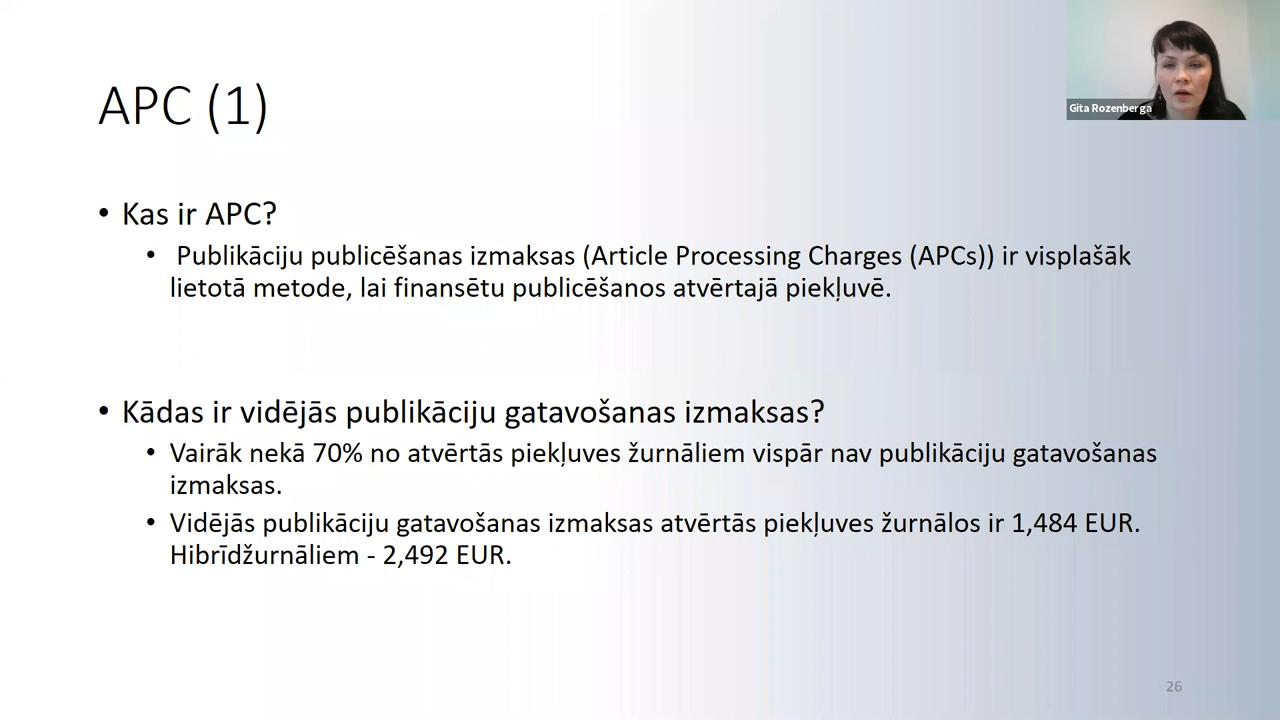 APC (1)
Gita Rozenberga
• Kas ir APC?
• Publikāciju publicēšanas izmaksas (Article Processing Charges (APCs)) ir visplašāk
lietotā metode, lai finansētu publicēšanos atvērtajā piekļuvē.
• Kādas ir vidējās publikāciju gatavošanas izmaksas?
• Vairāk nekā 70% no atvērtās piekļuves žurnāliem vispār nav publikāciju gatavošanas
izmaksas.
• Vidējās publikāciju gatavošanas izmaksas atvērtās piekļuves žurnālos ir 1,484 EUR.
Hibrīdžurnāliem - 2,492 EUR.
26